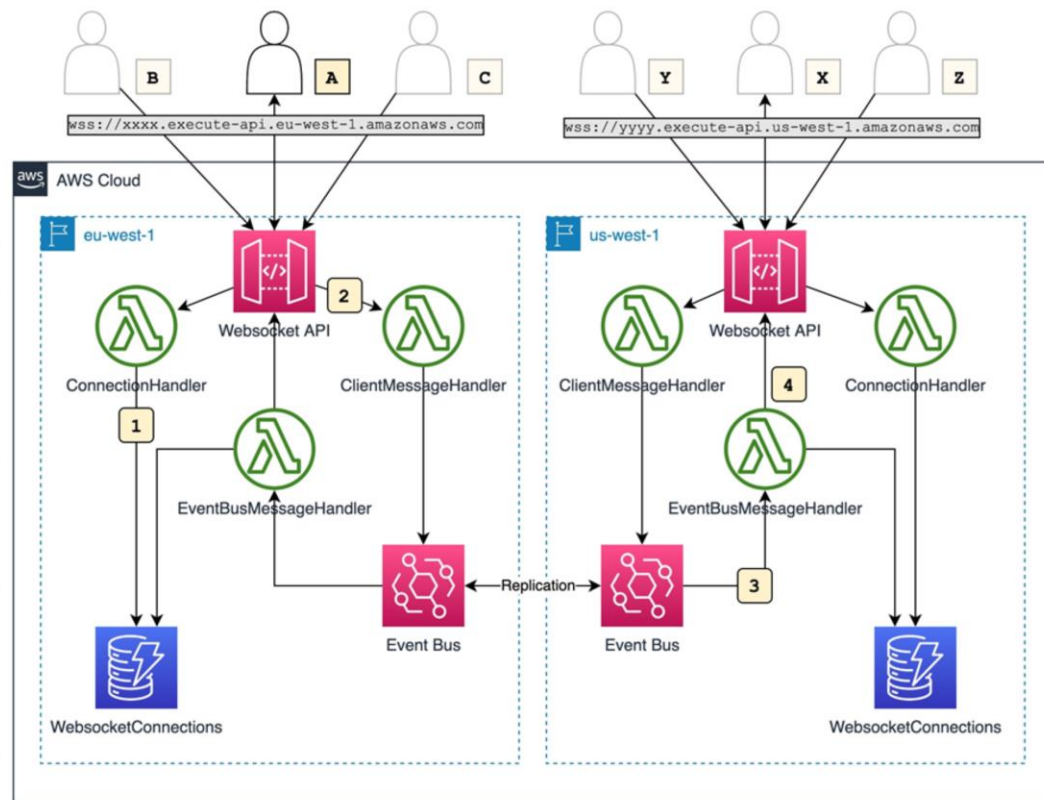 B
A
C
Y
X
Z
wss://xxxx.execute-api.eu-west-1.amazonaws.com
wss://yyyy.execute-api.us-west-1.amazonaws.com
aws
AWS Cloud
eu-west-1
us-west-1
</>
2
Websocket API
</>
Websocket API
ConnectionHandler
ClientMessageHandler
ClientMessageHandler
4
ConnectionHandler
1
EventBusMessageHandler
EventBusMessageHandler
Replication
3
Event Bus
Event Bus
WebsocketConnections
WebsocketConnections